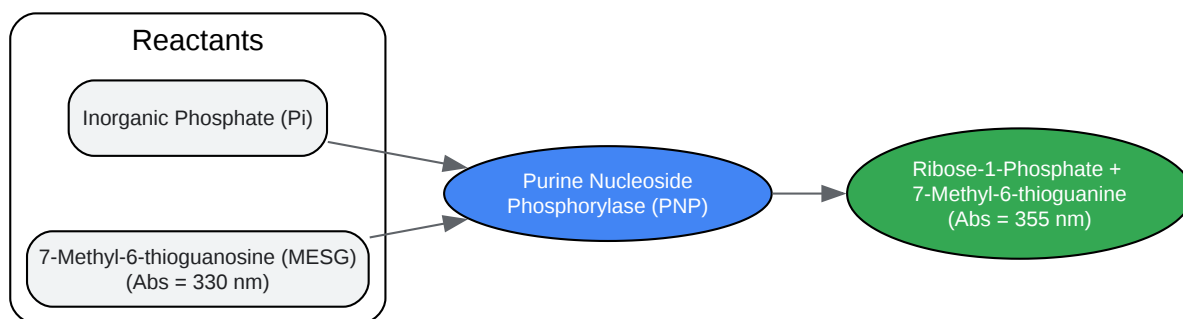 Reactants
Inorganic Phosphate (Pi)
7-Methyl-6-thioguanosine (MESG)
(Abs = 330 nm)
Purine Nucleoside
Phosphorylase (PNP)
Ribose-1-Phosphate +
7-Methyl-6-thioguanine
(Abs = 355 nm)